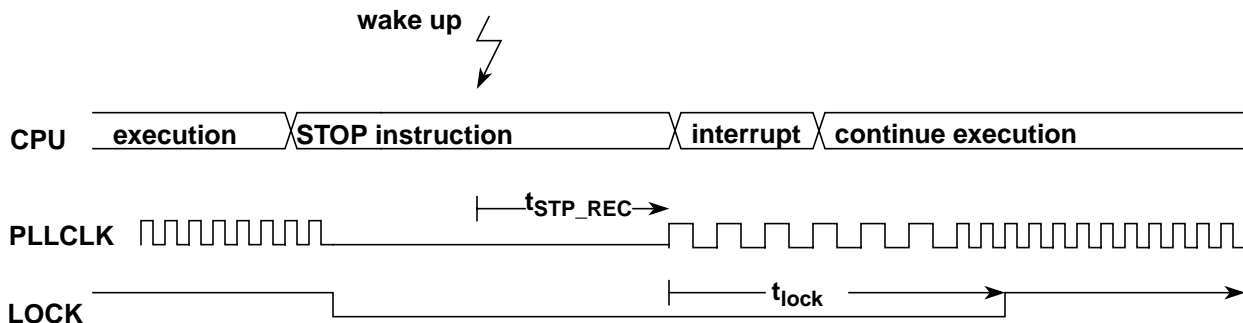 wake up
CPU execution STOP instruction interrupt continue execution
tSTP_REC
PLLCLK
tlock
LOCK